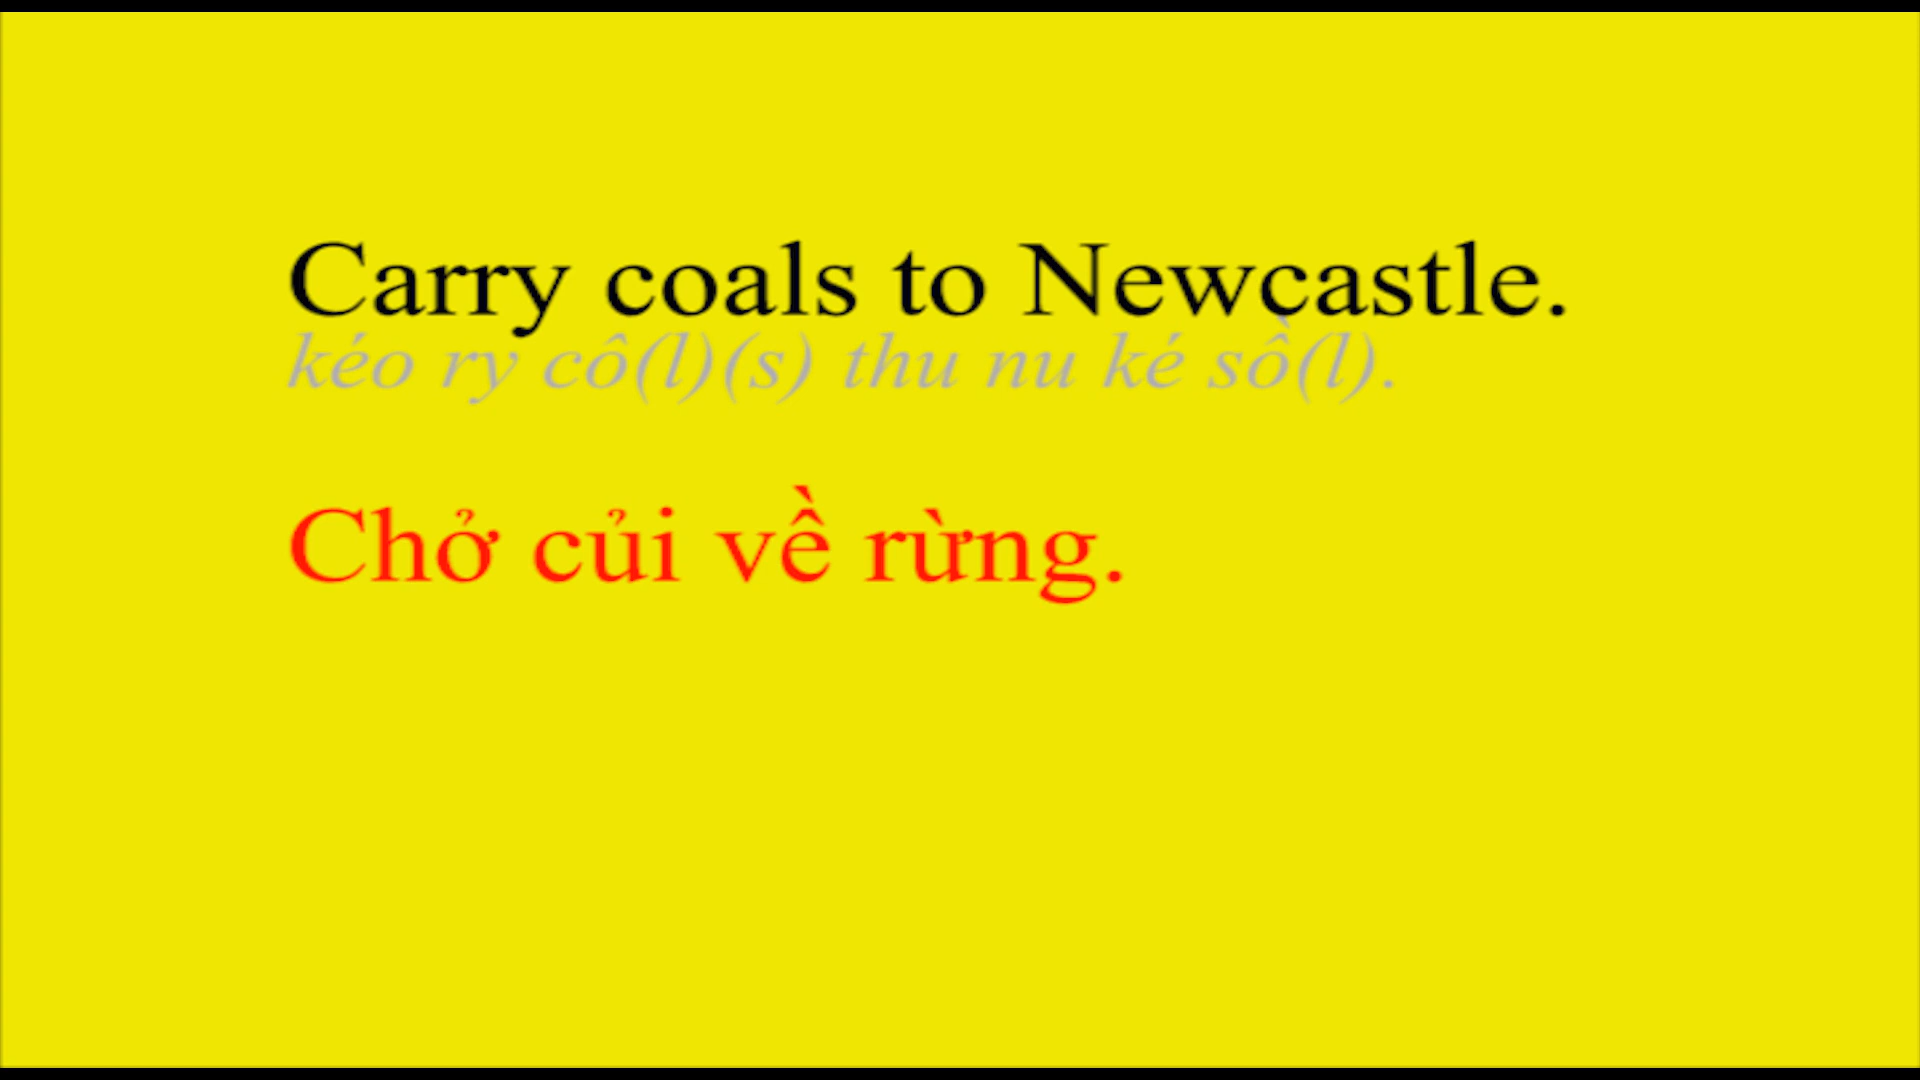 Carry coals to Newcastle.
kéo ry cô(l)(s) thu nu ké sồ(l).
Chở củi về rừng.